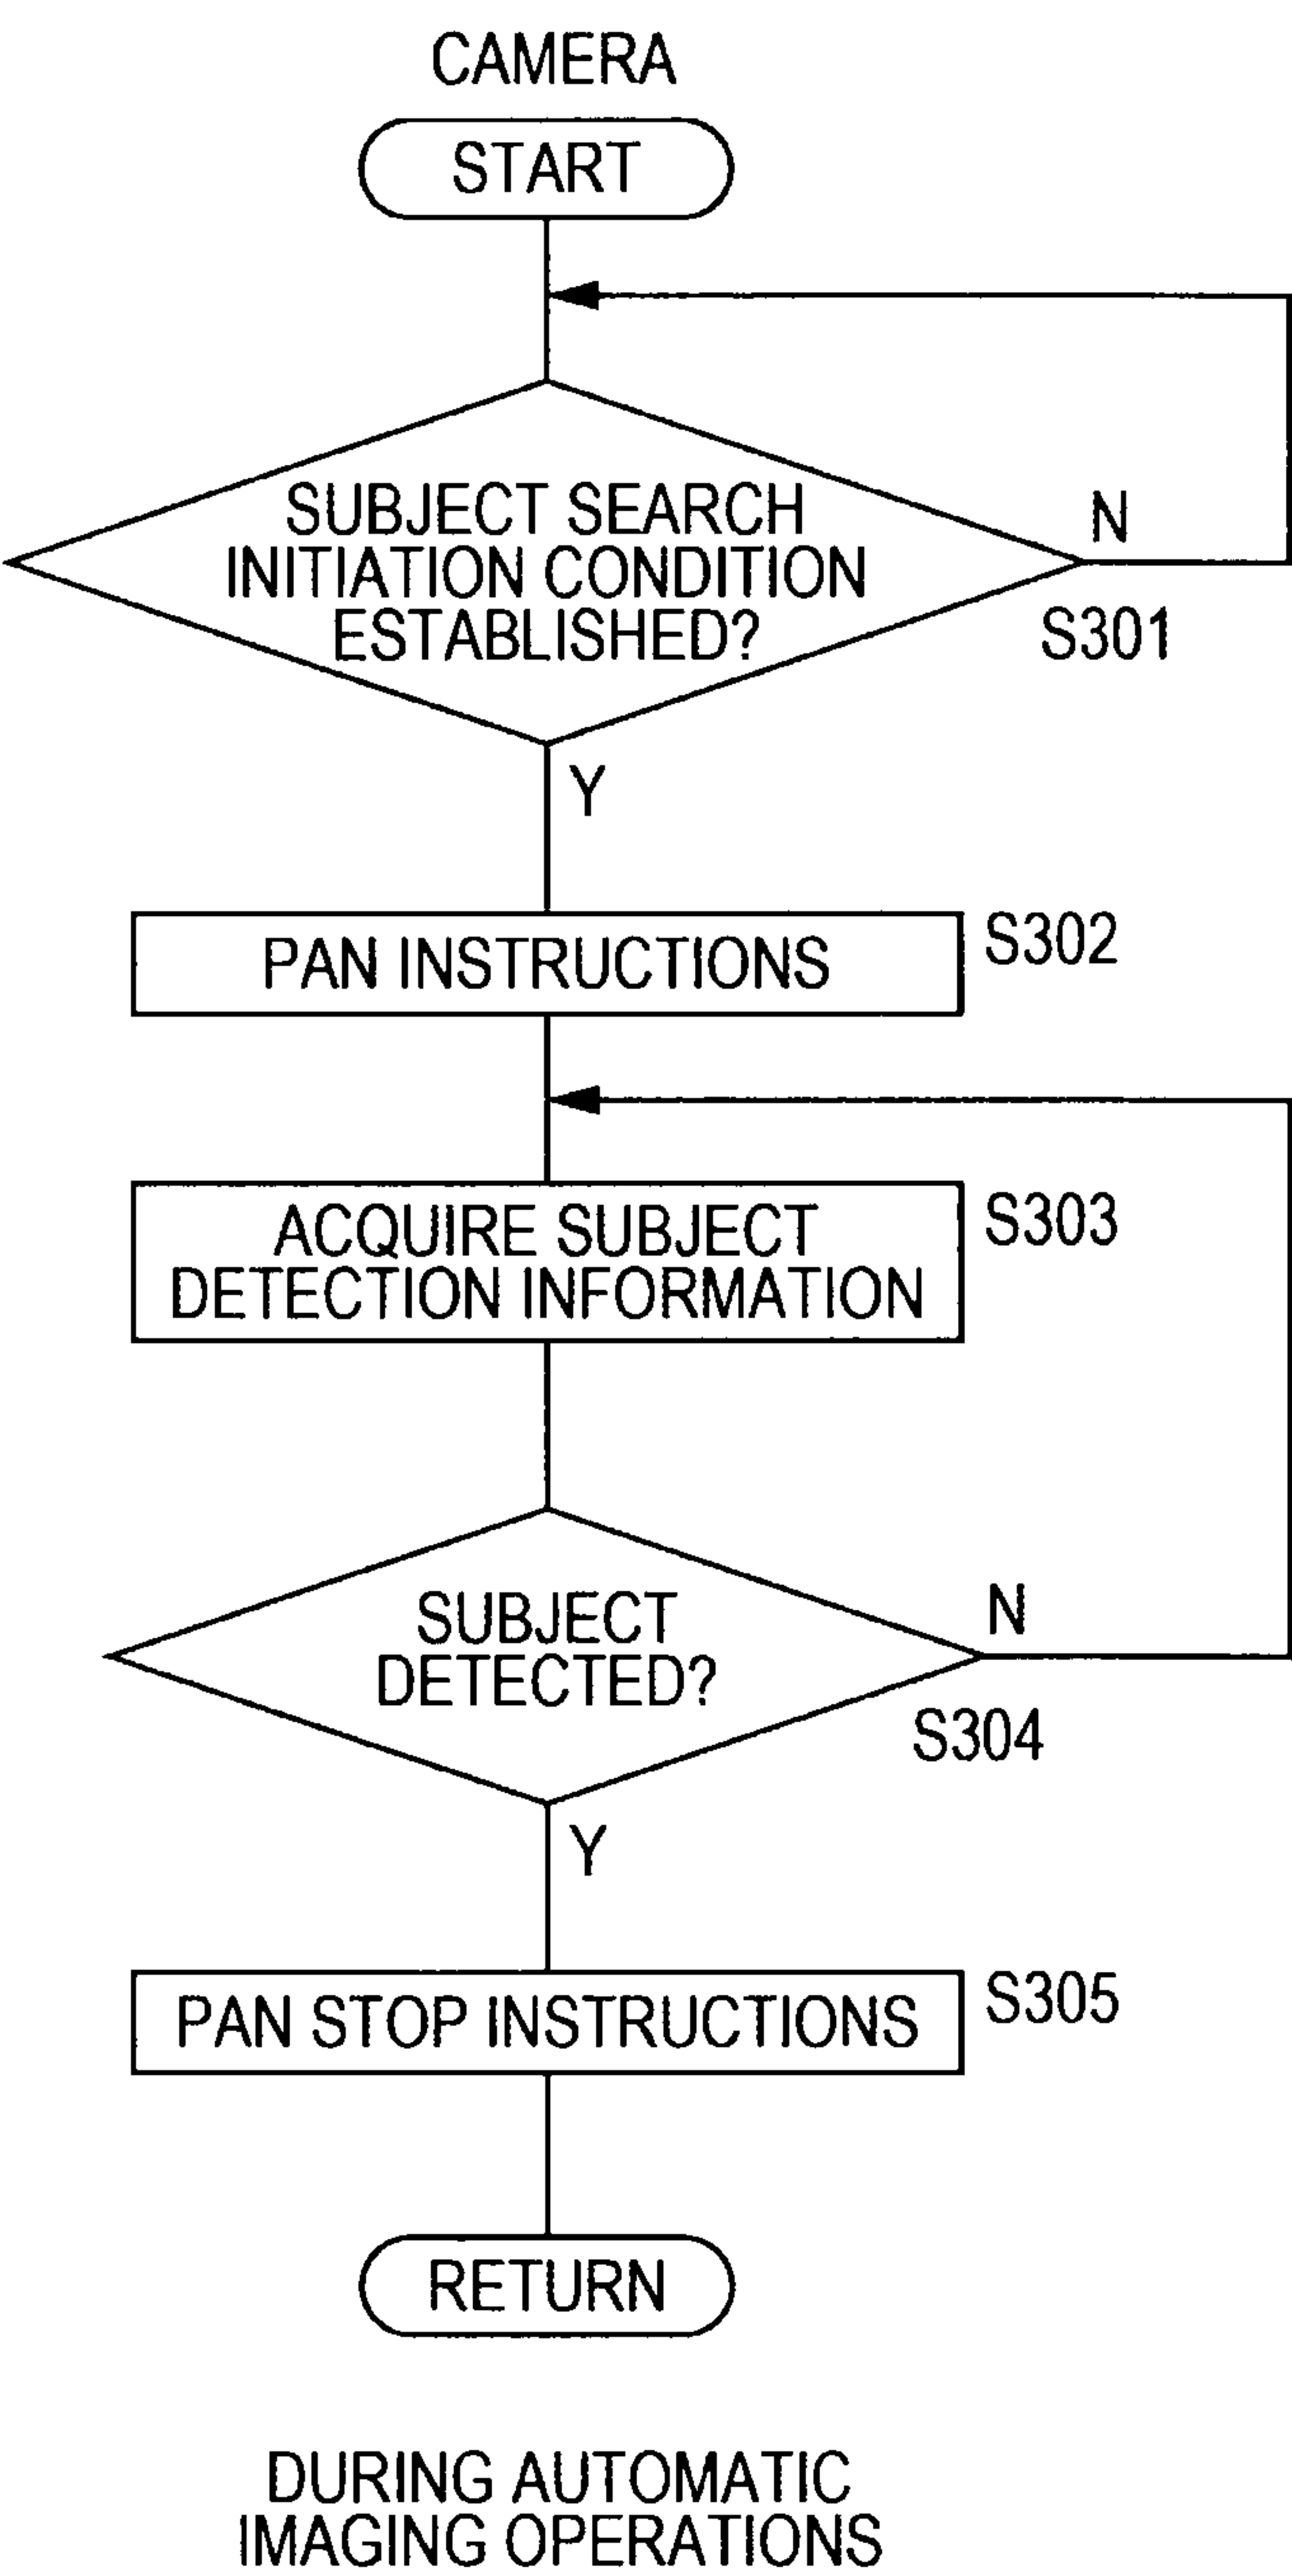 CAMERA
START
SUBJECT SEARCH
INITIATION CONDITION
ESTABLISHED?
N
S301
Y
PAN INSTRUCTIONS
S302
ACQUIRE SUBJECT
DETECTION INFORMATION
S303
SUBJECT
DETECTED?
N
S304
Y
PAN STOP INSTRUCTIONS
S305
RETURN
DURING AUTOMATIC
IMAGING OPERATIONS